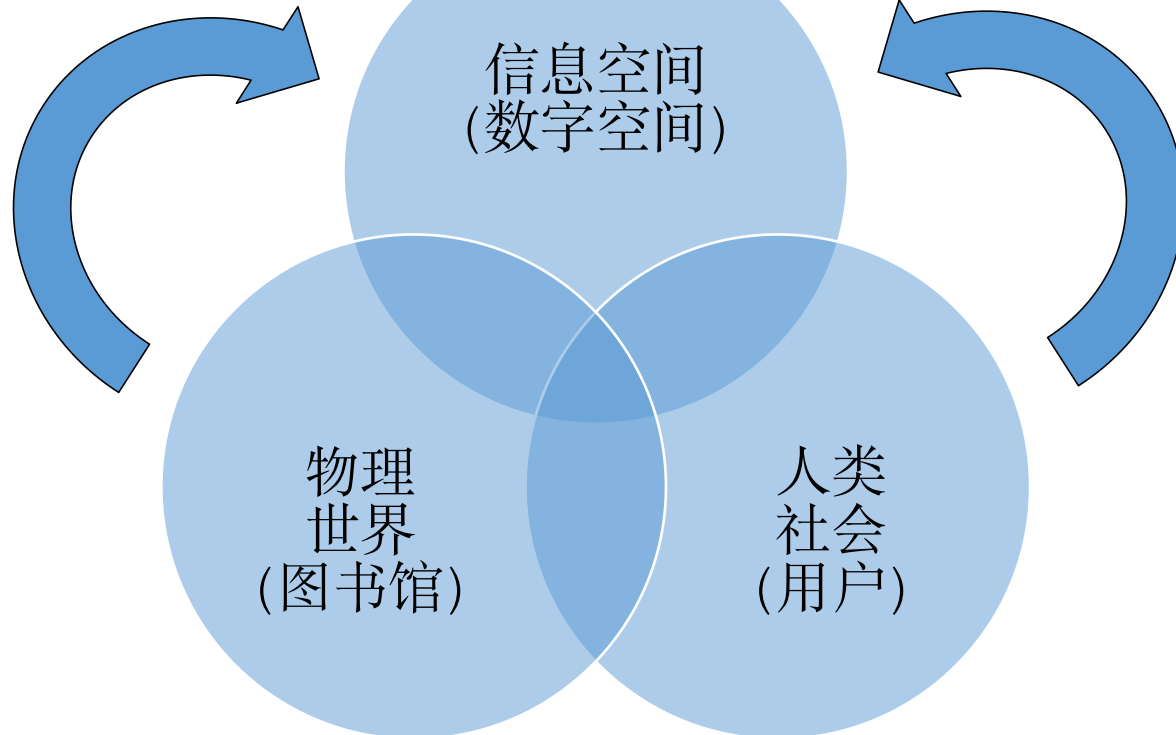 信息空间
(数字空间)
物理
世界
(图书馆)
人类
社会
(用户)